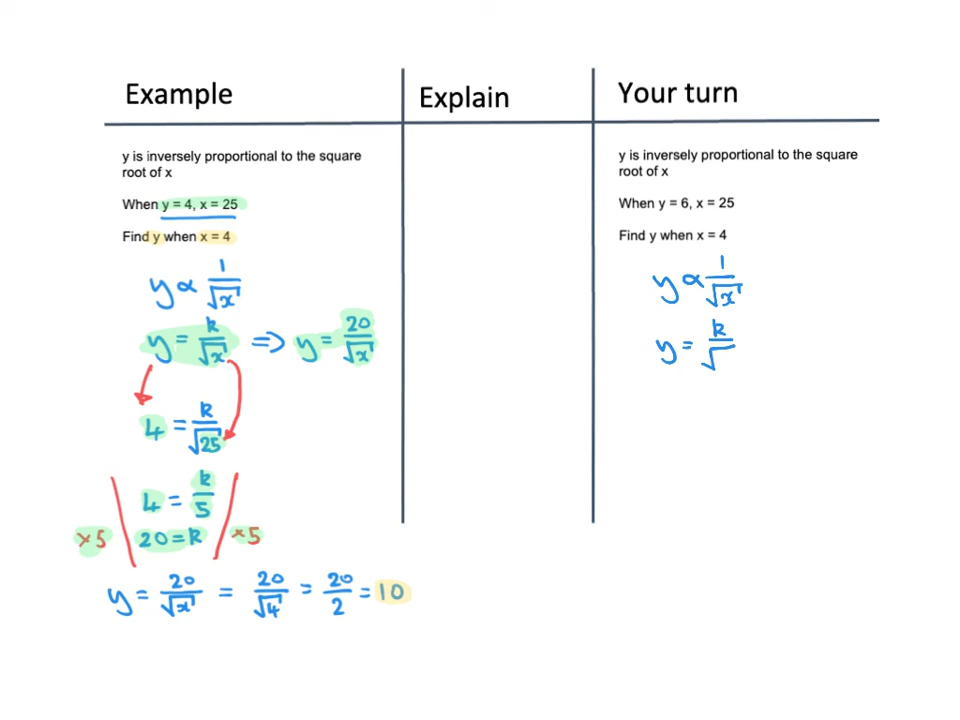 Example
y is inversely proportional to the square
root of x
When y = 4, x = 25
Find y when x = 4
y ∝ 1/√x
y = k/√x ⇒ y = 20/√x
4 = k/√25
4 = k/5
×5 20 = k ×5
y = 20/√x = 20/√4 = 20/2 = 10
Explain
Your turn
y is inversely proportional to the square
root of x
When y = 6, x = 25
Find y when x = 4
y ∝ 1/√x
y = k/√